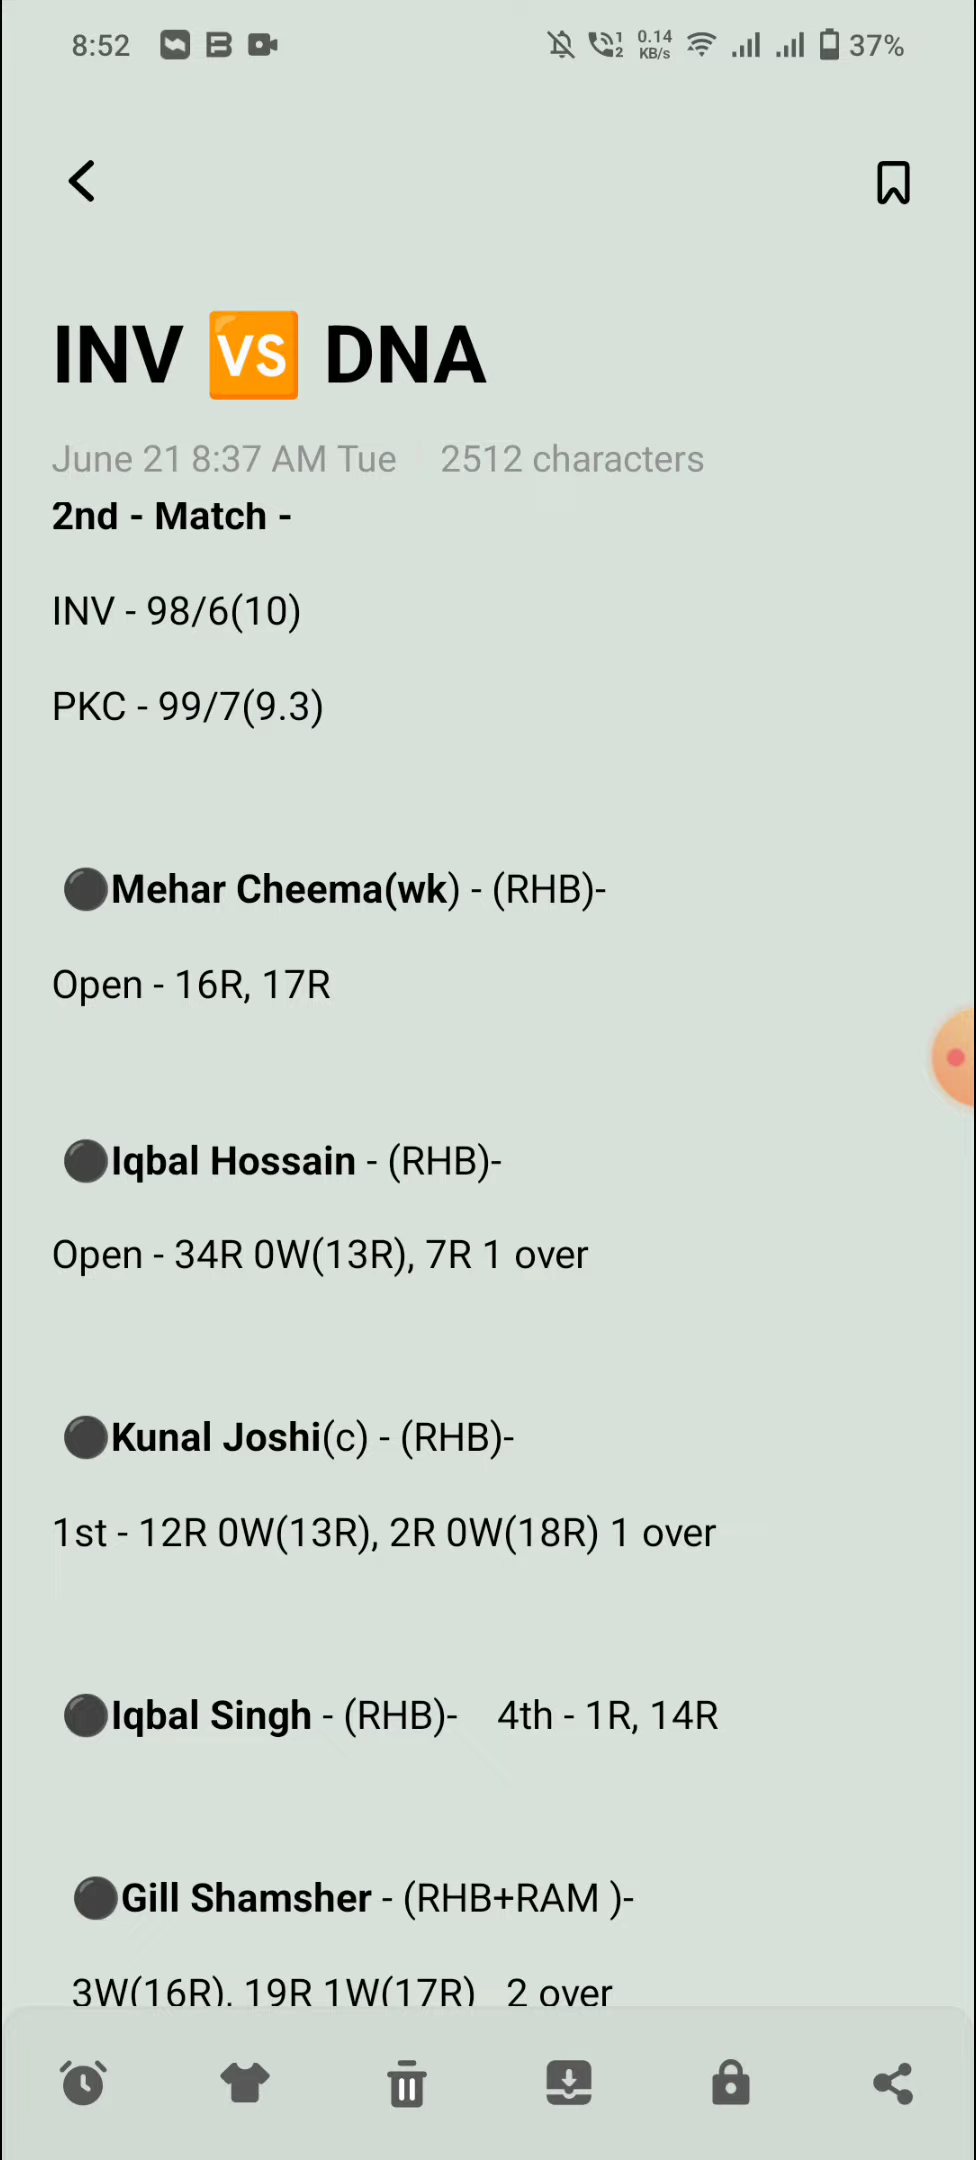 8:52
1
2
0.14
KB/s
37%
INV 🆚 DNA
June 21 8:37 AM Tue 2512 characters
2nd - Match -
INV - 98/6(10)
PKC - 99/7(9.3)
⚫Mehar Cheema(wk) - (RHB)-
Open - 16R, 17R
⚫Iqbal Hossain - (RHB)-
Open - 34R 0W(13R), 7R 1 over
⚫Kunal Joshi(c) - (RHB)-
1st - 12R 0W(13R), 2R 0W(18R) 1 over
⚫Iqbal Singh - (RHB)- 4th - 1R, 14R
⚫Gill Shamsher - (RHB+RAM )-
3W(16R), 19R 1W(17R) 2 over